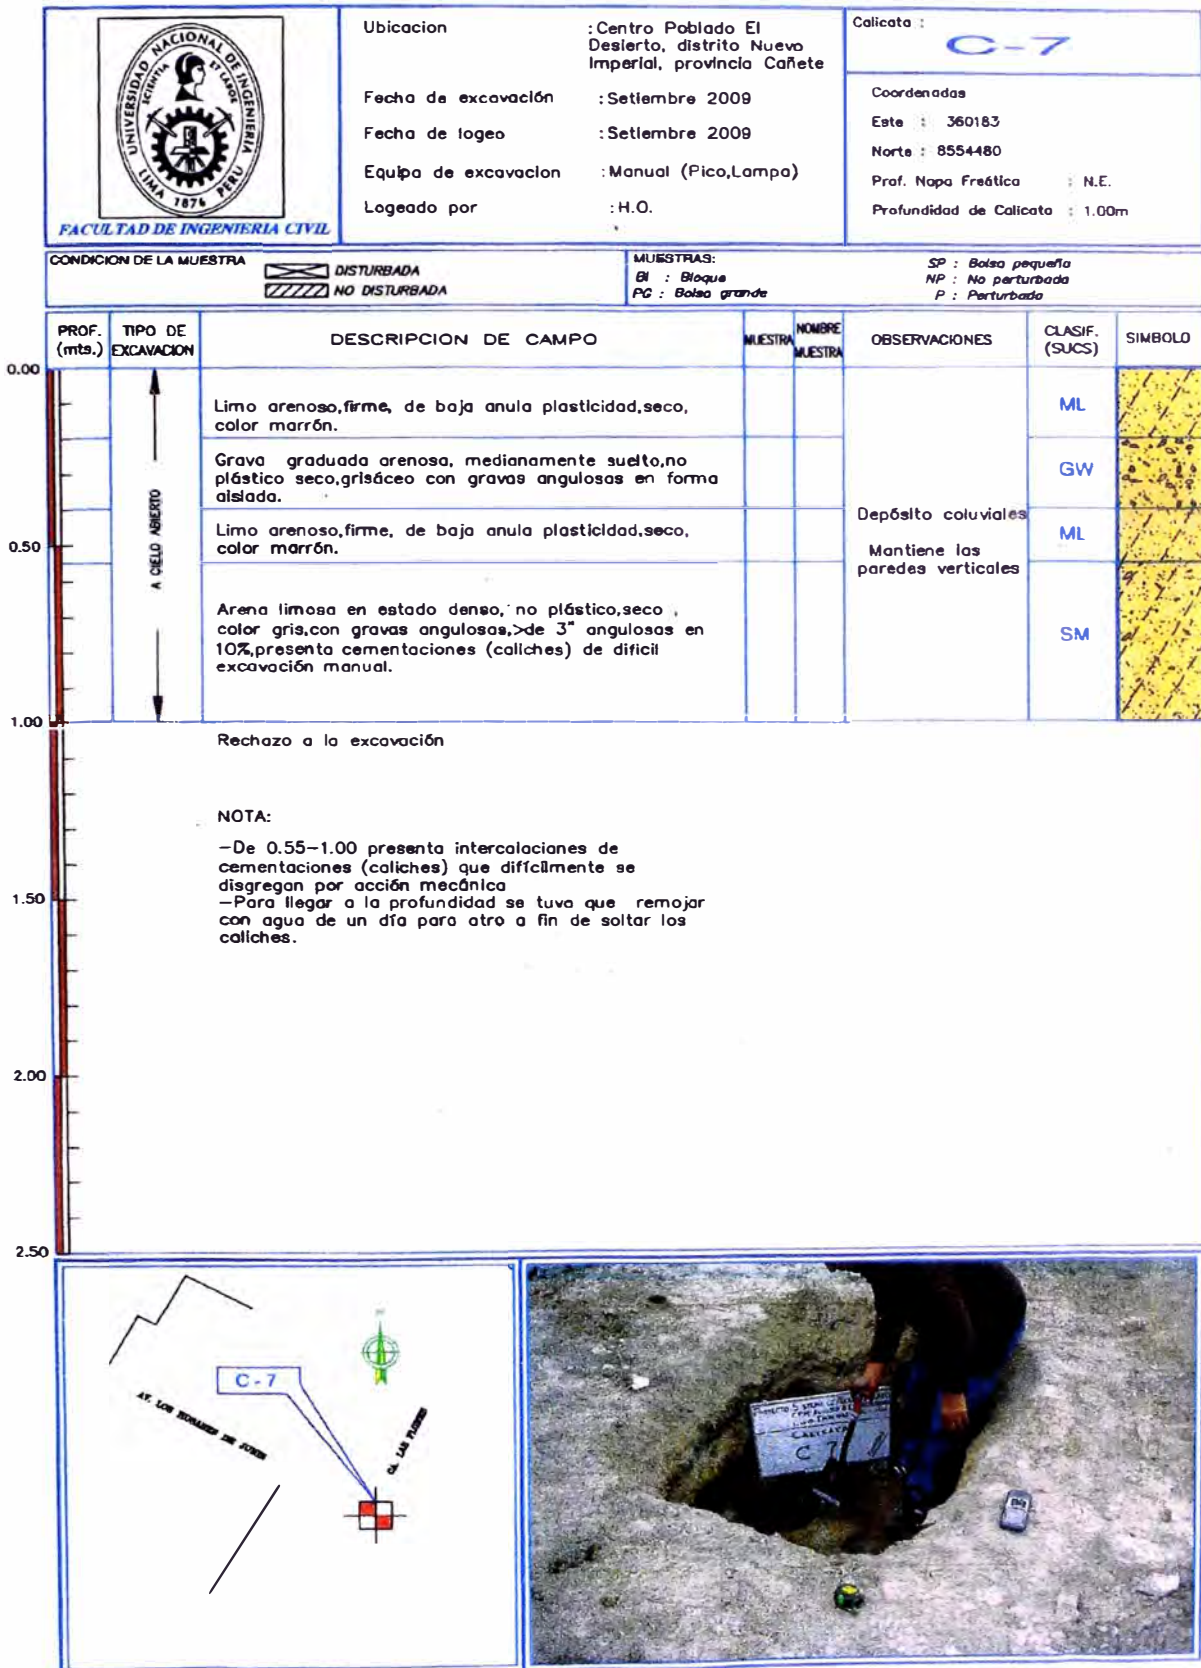 UNIVERSIDAD NACIONAL DE INGENIERIA
SCIENTIA ET LABOR
LIMA 1876 PERU
FACULTAD DE INGENIERIA CIVIL
Ubicacion : Centro Poblado El
Desierto, distrito Nuevo
Imperial, provincia Cañete
Fecha de excavación : Setiembre 2009
Fecha de logeo : Setiembre 2009
Equipo de excavacion : Manual (Pico,Lampa)
Logeado por : H.O.
Calicata :
C-7
Coordenadas
Este : 360183
Norte : 8554480
Prof. Napa Freática : N.E.
Profundidad de Calicata : 1.00m
CONDICION DE LA MUESTRA
DISTURBADA
NO DISTURBADA
MUESTRAS:
Bl : Bloque
PG : Bolsa grande
SP : Bolsa pequeña
NP : No perturbada
P : Perturbada
PROF. (mts.)
TIPO DE EXCAVACION
DESCRIPCION DE CAMPO
MUESTRA
NOMBRE MUESTRA
OBSERVACIONES
CLASIF. (SUCS)
SIMBOLO
0.00
A CIELO ABIERTO
Limo arenoso,firme, de baja anula plasticidad,seco,
color marrón.
ML
Grava graduada arenosa, medianamente suelto,no
plástico seco,grisáceo con gravas angulosas en forma
aislada.
GW
Limo arenoso,firme, de baja anula plasticidad,seco,
color marrón.
ML
0.50
Depósito coluviales
Mantiene las
paredes verticales
Arena limosa en estado denso, no plástico,seco ,
color gris,con gravas angulosas,>de 3" angulosas en
10%,presenta cementaciones (caliches) de dificil
excavación manual.
SM
1.00
Rechazo a la excavación
NOTA:
-De 0.55-1.00 presenta intercalaciones de
cementaciones (caliches) que difícilmente se
disgregan por acción mecánica
-Para llegar a la profundidad se tuvo que remojar
con agua de un día para otro a fin de soltar los
caliches.
1.50
2.00
2.50
C-7
AV. LOS HUSARES DE JUNIN
CA. LAS FLORES
CALICATA
C 7